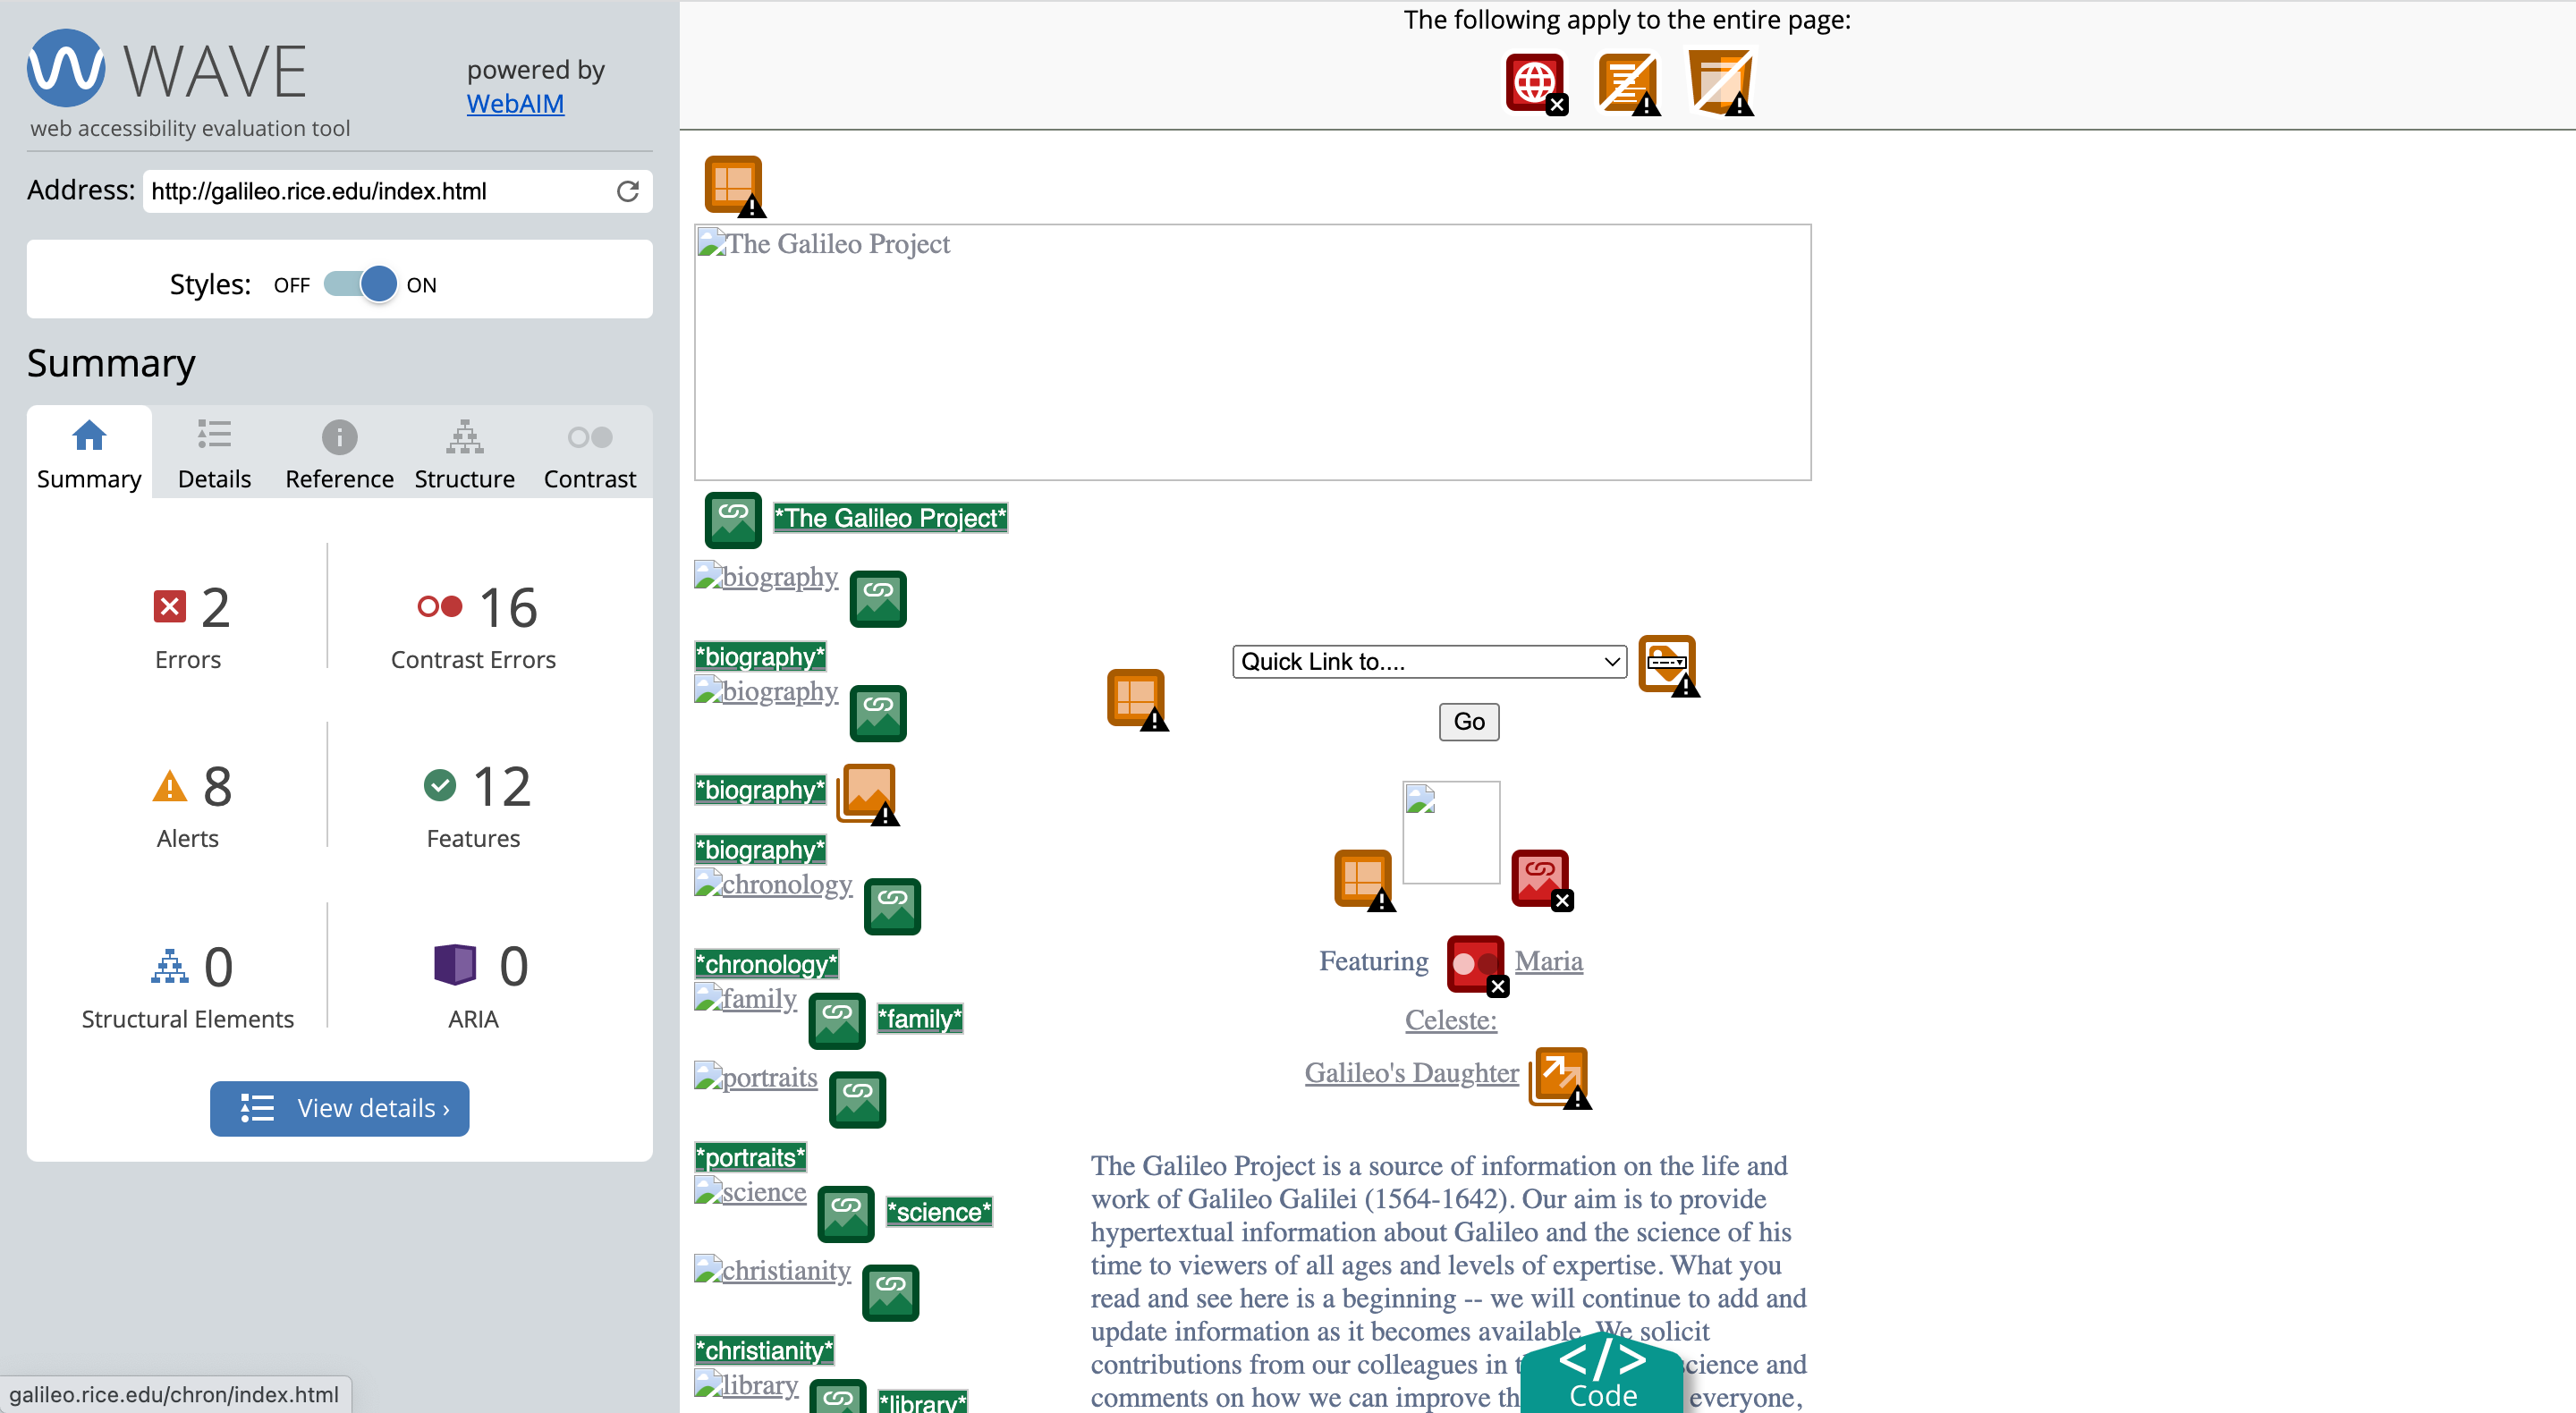 WAVE
powered by
WebAIM
web accessibility evaluation tool
Address: http://galileo.rice.edu/index.html
Styles: OFF ON
Summary
Summary Details Reference Structure Contrast
2 Errors
16 Contrast Errors
8 Alerts
12 Features
0 Structural Elements
0 ARIA
View details ›
galileo.rice.edu/chron/index.html
The following apply to the entire page:
The Galileo Project
*The Galileo Project*
biography
*biography*
biography
*biography*
*biography*
chronology
*chronology*
family *family*
portraits
*portraits*
science *science*
christianity
*christianity*
library *library*
Quick Link to....
Go
Featuring Maria
Celeste:
Galileo's Daughter
The Galileo Project is a source of information on the life and
work of Galileo Galilei (1564-1642). Our aim is to provide
hypertextual information about Galileo and the science of his
time to viewers of all ages and levels of expertise. What you
read and see here is a beginning -- we will continue to add and
update information as it becomes available. We solicit
contributions from our colleagues in science and
comments on how we can improve everyone,
</> Code